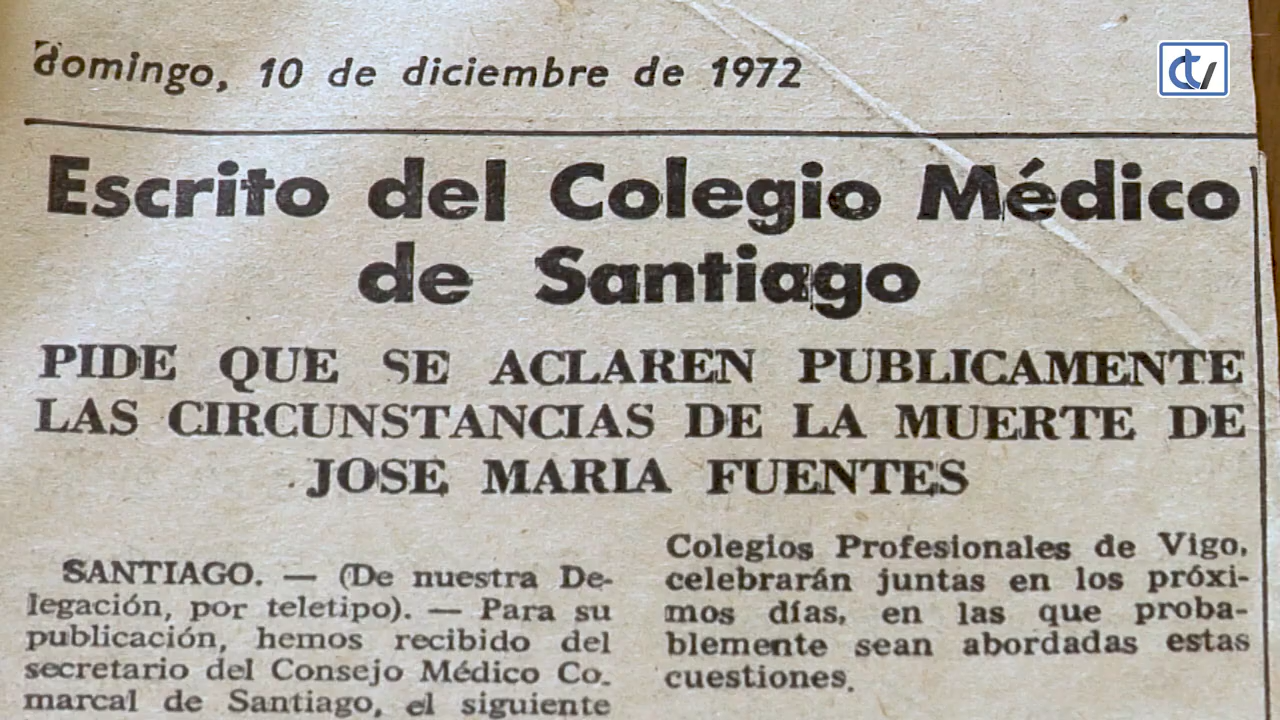 domingo, 10 de diciembre de 1972
ctv
Escrito del Colegio Médico
de Santiago
PIDE QUE SE ACLAREN PUBLICAMENTE
LAS CIRCUNSTANCIAS DE LA MUERTE DE
JOSE MARIA FUENTES
SANTIAGO. — (De nuestra De-
legación, por teletipo). — Para su
publicación, hemos recibido del
secretario del Consejo Médico Co-
marcal de Santiago, el siguiente
Colegios Profesionales de Vigo,
celebrarán juntas en los próxi-
mos días, en las que proba-
blemente sean abordadas estas
cuestiones.